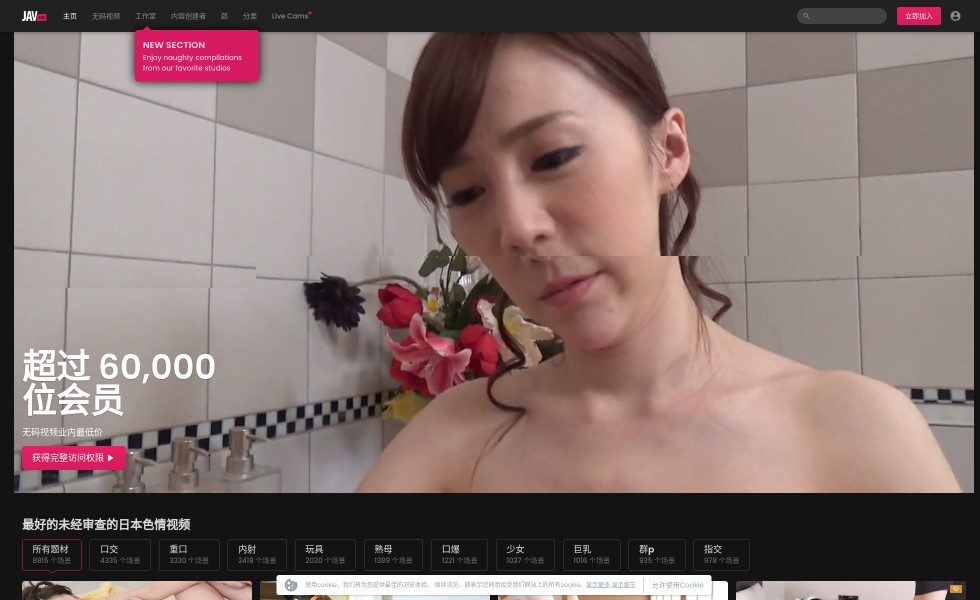 JAV
主页
无码视频
工作室
内容创建者
郎
分类
Live Cams
立即加入
NEW SECTION
Enjoy naughty compilations
from our favorite studios
超过 60,000
位会员
无码视频业内最低价
获得完整访问权限
最好的未经审查的日本色情视频
所有题材
8815 个场景
口交
4335 个场景
重口
3330 个场景
内射
2418 个场景
玩具
2030 个场景
熟母
1389 个场景
口爆
1221 个场景
少女
1037 个场景
巨乳
1016 个场景
群p
935 个场景
指交
978 个场景
使用cookie，我们将为您提供最佳的浏览体验。继续浏览，即表示您同意接受我们网站上的所有cookie。显示更多 显示细节
允许使用Cookie